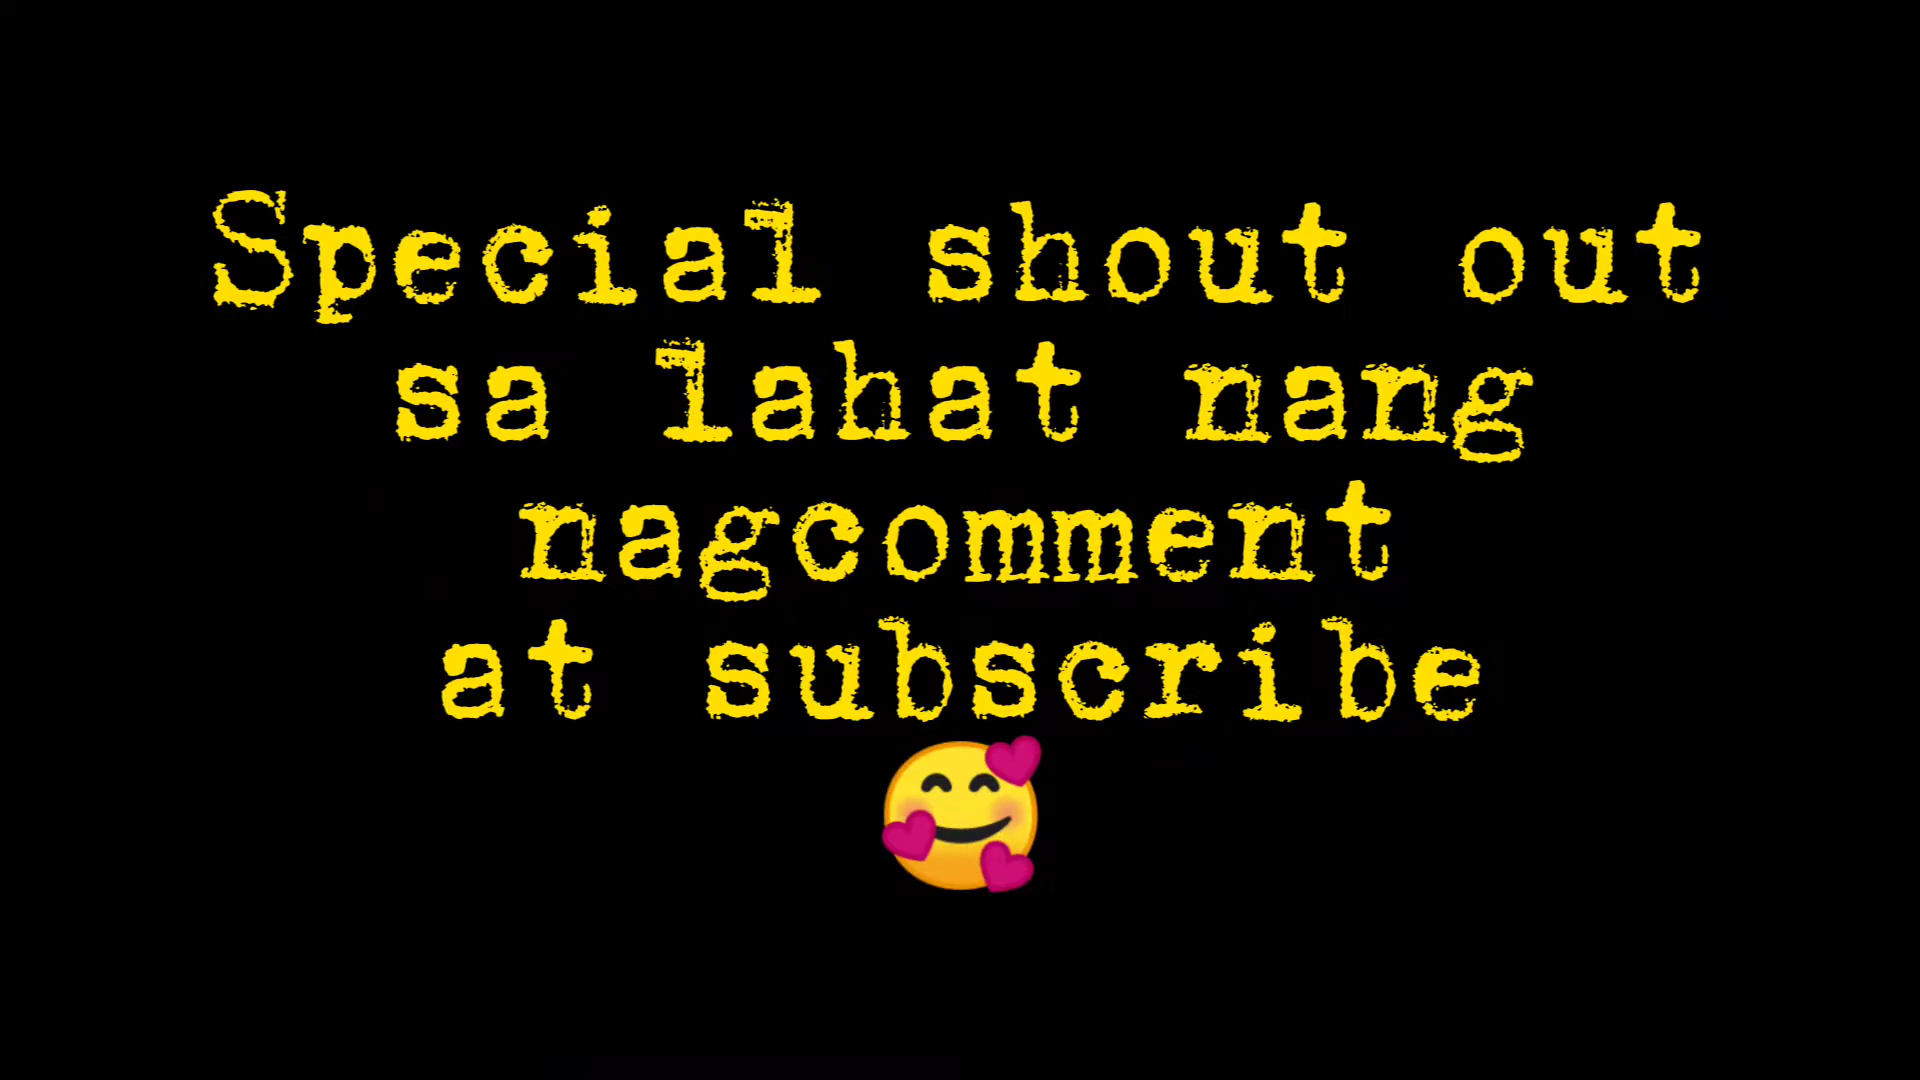 Special shout out
sa lahat nang
nagcomment
at subscribe
🥰